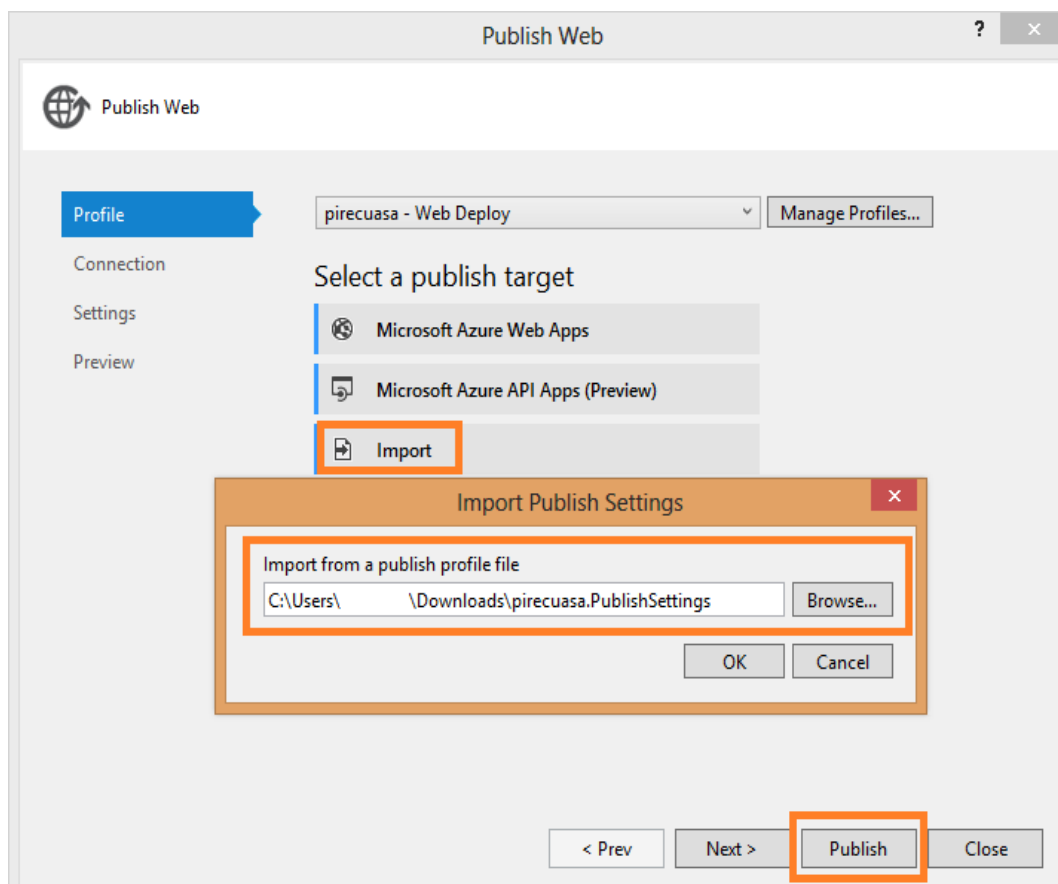 Publish Web
?
Publish Web
Profile
pirecuasa - Web Deploy
Manage Profiles...
Connection
Select a publish target
Settings
Microsoft Azure Web Apps
Preview
Microsoft Azure API Apps (Preview)
Import
Import Publish Settings
Import from a publish profile file
C:\Users\ \Downloads\pirecuasa.PublishSettings
Browse...
OK
Cancel
< Prev
Next >
Publish
Close